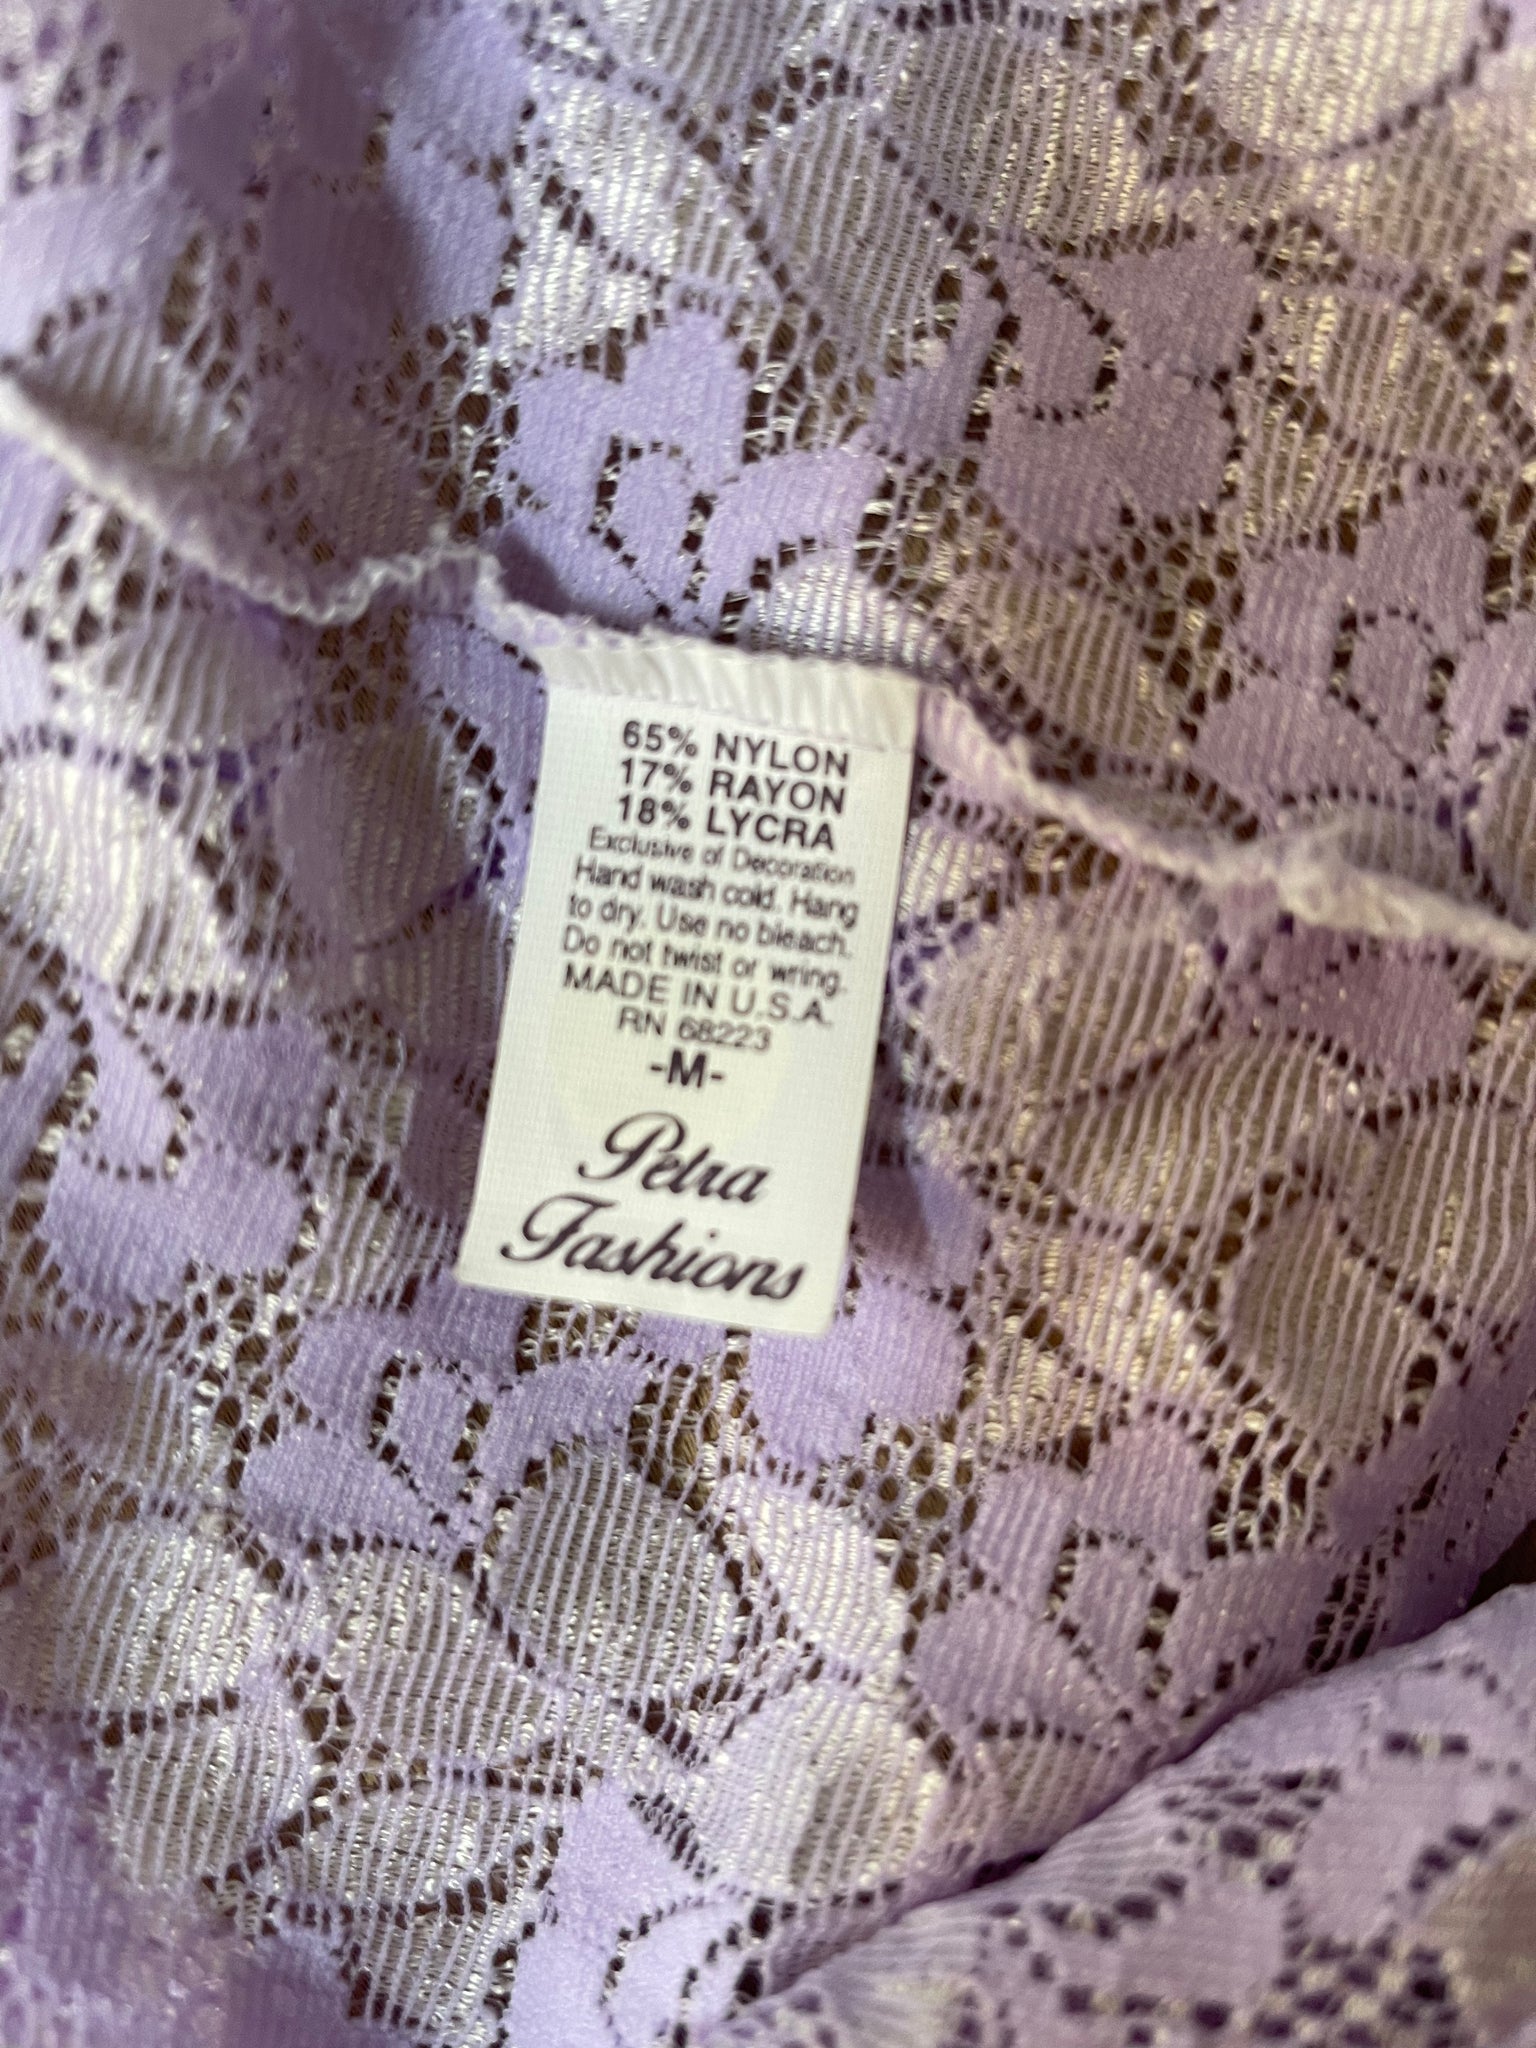 65% NYLON
17% RAYON
18% LYCRA
Exclusive of Decoration
Hand wash cold. Hang
to dry. Use no bleach.
Do not twist or wring.
MADE IN U.S.A.
RN 68223
-M-
Petra
Fashions